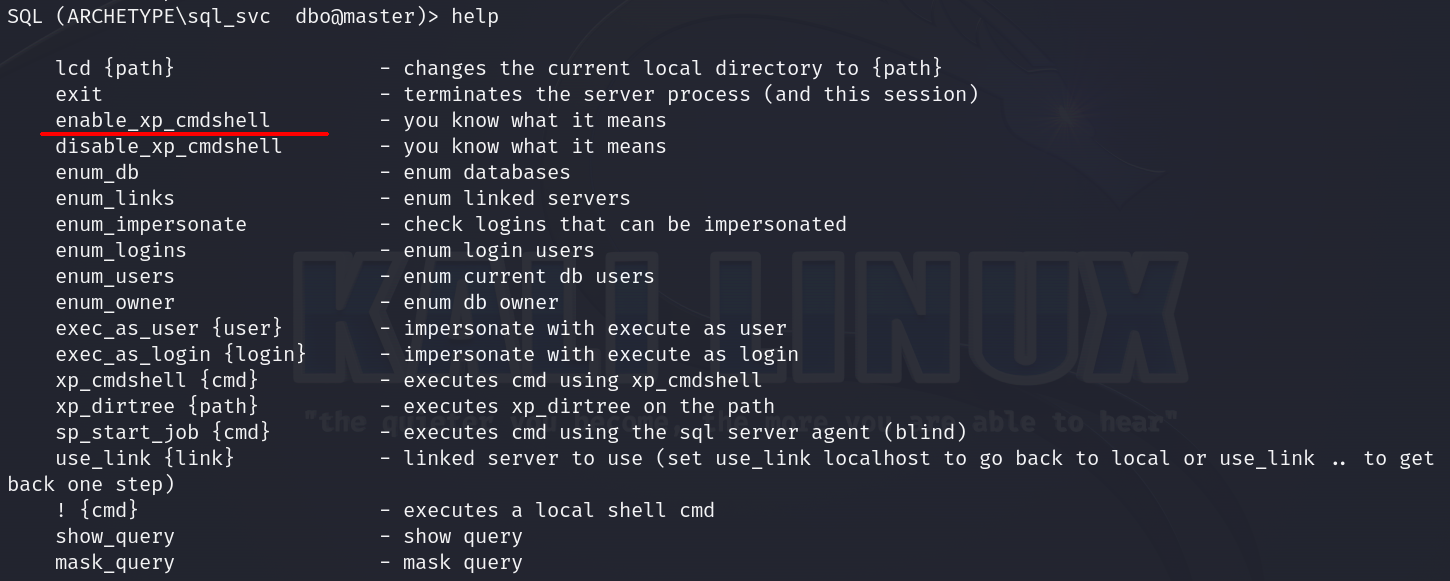 SQL (ARCHETYPE\sql_svc  dbo@master)> help
lcd {path}                 - changes the current local directory to {path}
exit                       - terminates the server process (and this session)
enable_xp_cmdshell         - you know what it means
disable_xp_cmdshell        - you know what it means
enum_db                    - enum databases
enum_links                 - enum linked servers
enum_impersonate           - check logins that can be impersonated
enum_logins                - enum login users
enum_users                 - enum current db users
enum_owner                 - enum db owner
exec_as_user {user}        - impersonate with execute as user
exec_as_login {login}      - impersonate with execute as login
xp_cmdshell {cmd}          - executes cmd using xp_cmdshell
xp_dirtree {path}          - executes xp_dirtree on the path
sp_start_job {cmd}         - executes cmd using the sql server agent (blind)
use_link {link}            - linked server to use (set use_link localhost to go back to local or use_link .. to get
back one step)
! {cmd}                    - executes a local shell cmd
show_query                 - show query
mask_query                 - mask query
KALI LINUX
"the quieter you become, the more you are able to hear"